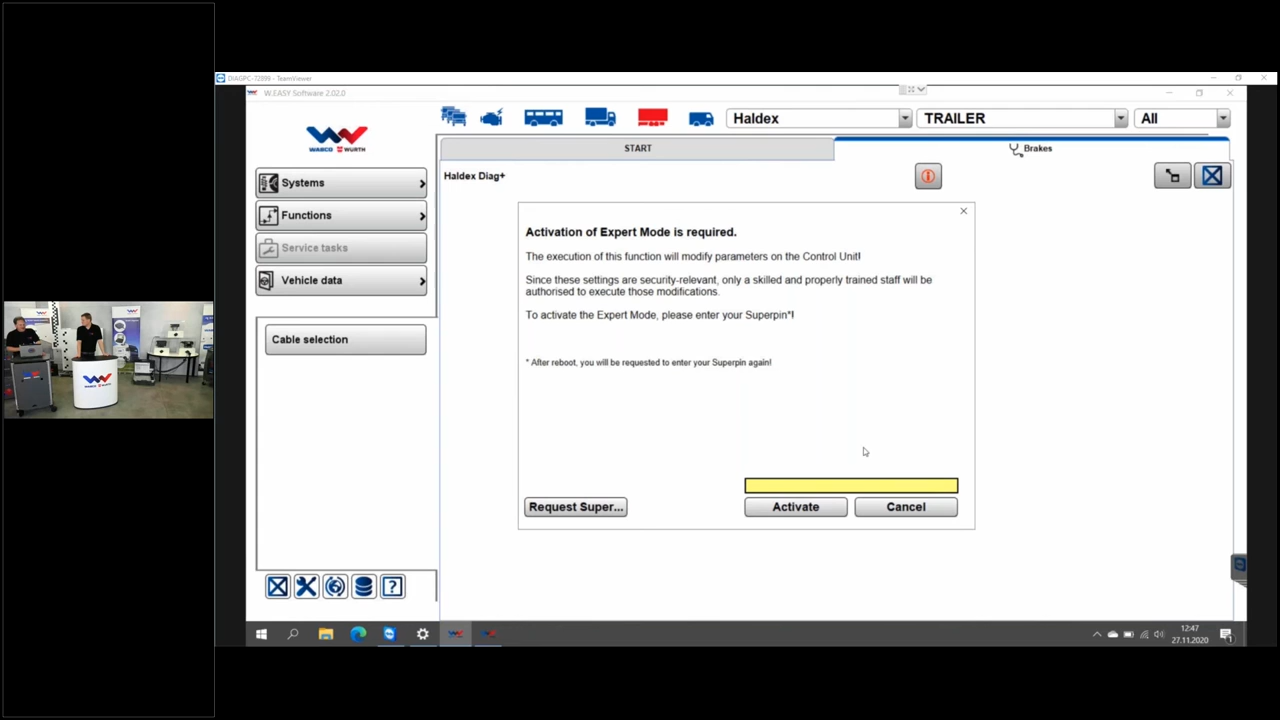 DIAGPC-72899 - TeamViewer
W.EASY Software 2.02.0
WABCO WÜRTH
Haldex
TRAILER
All
START
Brakes
Systems
Functions
Service tasks
Vehicle data
Cable selection
Haldex Diag+
Activation of Expert Mode is required.
The execution of this function will modify parameters on the Control Unit!
Since these settings are security-relevant, only a skilled and properly trained staff will be
authorised to execute those modifications.
To activate the Expert Mode, please enter your Superpin*!
* After reboot, you will be requested to enter your Superpin again!
Request Super...
Activate
Cancel
12:47
27.11.2020